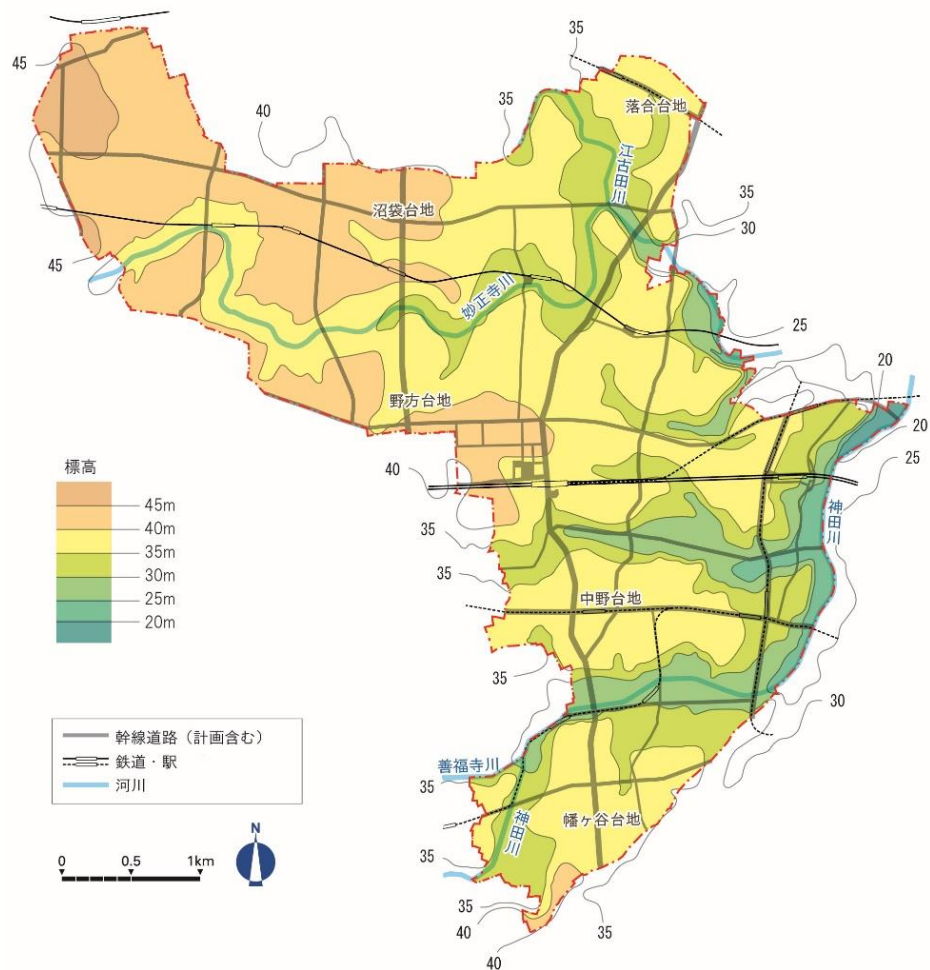 35
45
40
35
落合台地
江古田川
沼袋台地
35
30
45
妙正寺川
25
20
野方台地
標高
20
40
25
45m
40m
35m
30m
25m
20m
35
神田川
35
中野台地
35
30
幹線道路（計画含む）
鉄道・駅
河川
善福寺川
35
神田川
幡ヶ谷台地
N
0 0.5 1km
35
35
40
35
40